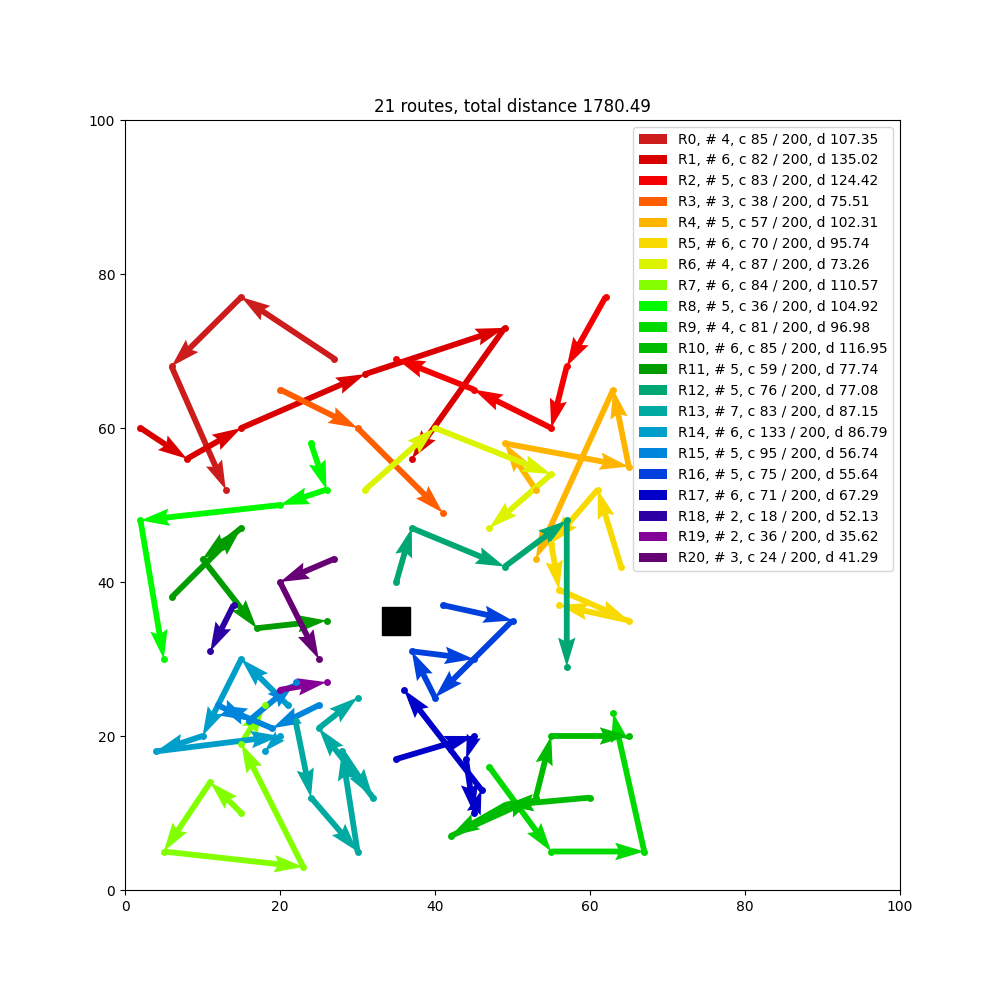 21 routes, total distance 1780.49
R0, # 4, c 85 / 200, d 107.35
R1, # 6, c 82 / 200, d 135.02
R2, # 5, c 83 / 200, d 124.42
R3, # 3, c 38 / 200, d 75.51
R4, # 5, c 57 / 200, d 102.31
R5, # 6, c 70 / 200, d 95.74
R6, # 4, c 87 / 200, d 73.26
R7, # 6, c 84 / 200, d 110.57
R8, # 5, c 36 / 200, d 104.92
R9, # 4, c 81 / 200, d 96.98
R10, # 6, c 85 / 200, d 116.95
R11, # 5, c 59 / 200, d 77.74
R12, # 5, c 76 / 200, d 77.08
R13, # 7, c 83 / 200, d 87.15
R14, # 6, c 133 / 200, d 86.79
R15, # 5, c 95 / 200, d 56.74
R16, # 5, c 75 / 200, d 55.64
R17, # 6, c 71 / 200, d 67.29
R18, # 2, c 18 / 200, d 52.13
R19, # 2, c 36 / 200, d 35.62
R20, # 3, c 24 / 200, d 41.29
100
80
60
40
20
0
0 20 40 60 80 100